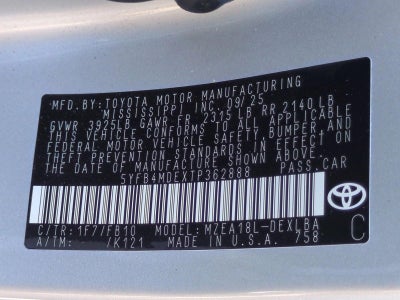 MFD.BY:TOYOTA MOTOR MANUFACTURING
MISSISSIPPI INC. 09/25
GVWR 3925LB GAWR FR 2315LB RR 2140LB
THIS VEHICLE CONFORMS TO ALL APPLICABLE
FEDERAL MOTOR VEHICLE SAFETY, BUMPER, AND
THEFT PREVENTION STANDARDS IN EFFECT ON
THE DATE OF MANUFACTURE SHOWN ABOVE.
5YFB4MDEXTP362888 PASS.CAR
C/TR:1F7/FB10 MODEL:MZEA18L-DEXLBA
A/TM: /K121 MADE IN U.S.A. 758
TOYOTA
C